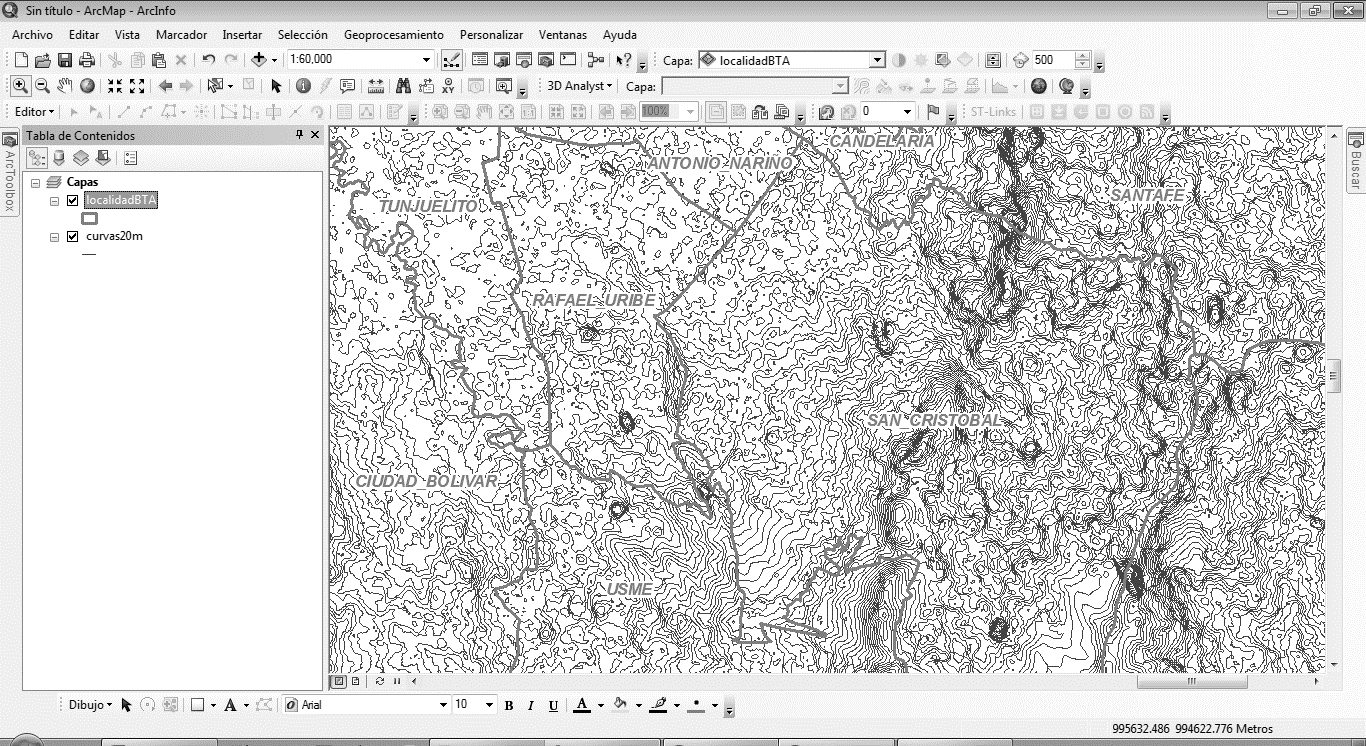 Sin título - ArcMap - ArcInfo
Archivo Editar Vista Marcador Insertar Selección Geoprocesamiento Personalizar Ventanas Ayuda
1:60,000 Capa: localidadBTA 500
3D Analyst Capa:
Editor 100% 0 ST-Links
Tabla de Contenidos
ArcToolbox
Buscar
Capas
localidadBTA
curvas20m
CANDELARIA
ANTONIO NARIÑO
SANTAFE
TUNJUELITO
RAFAEL URIBE
SAN CRISTOBAL
CIUDAD BOLIVAR
USME
Dibujo A Arial 10 B I U A
995632.486 994622.776 Metros